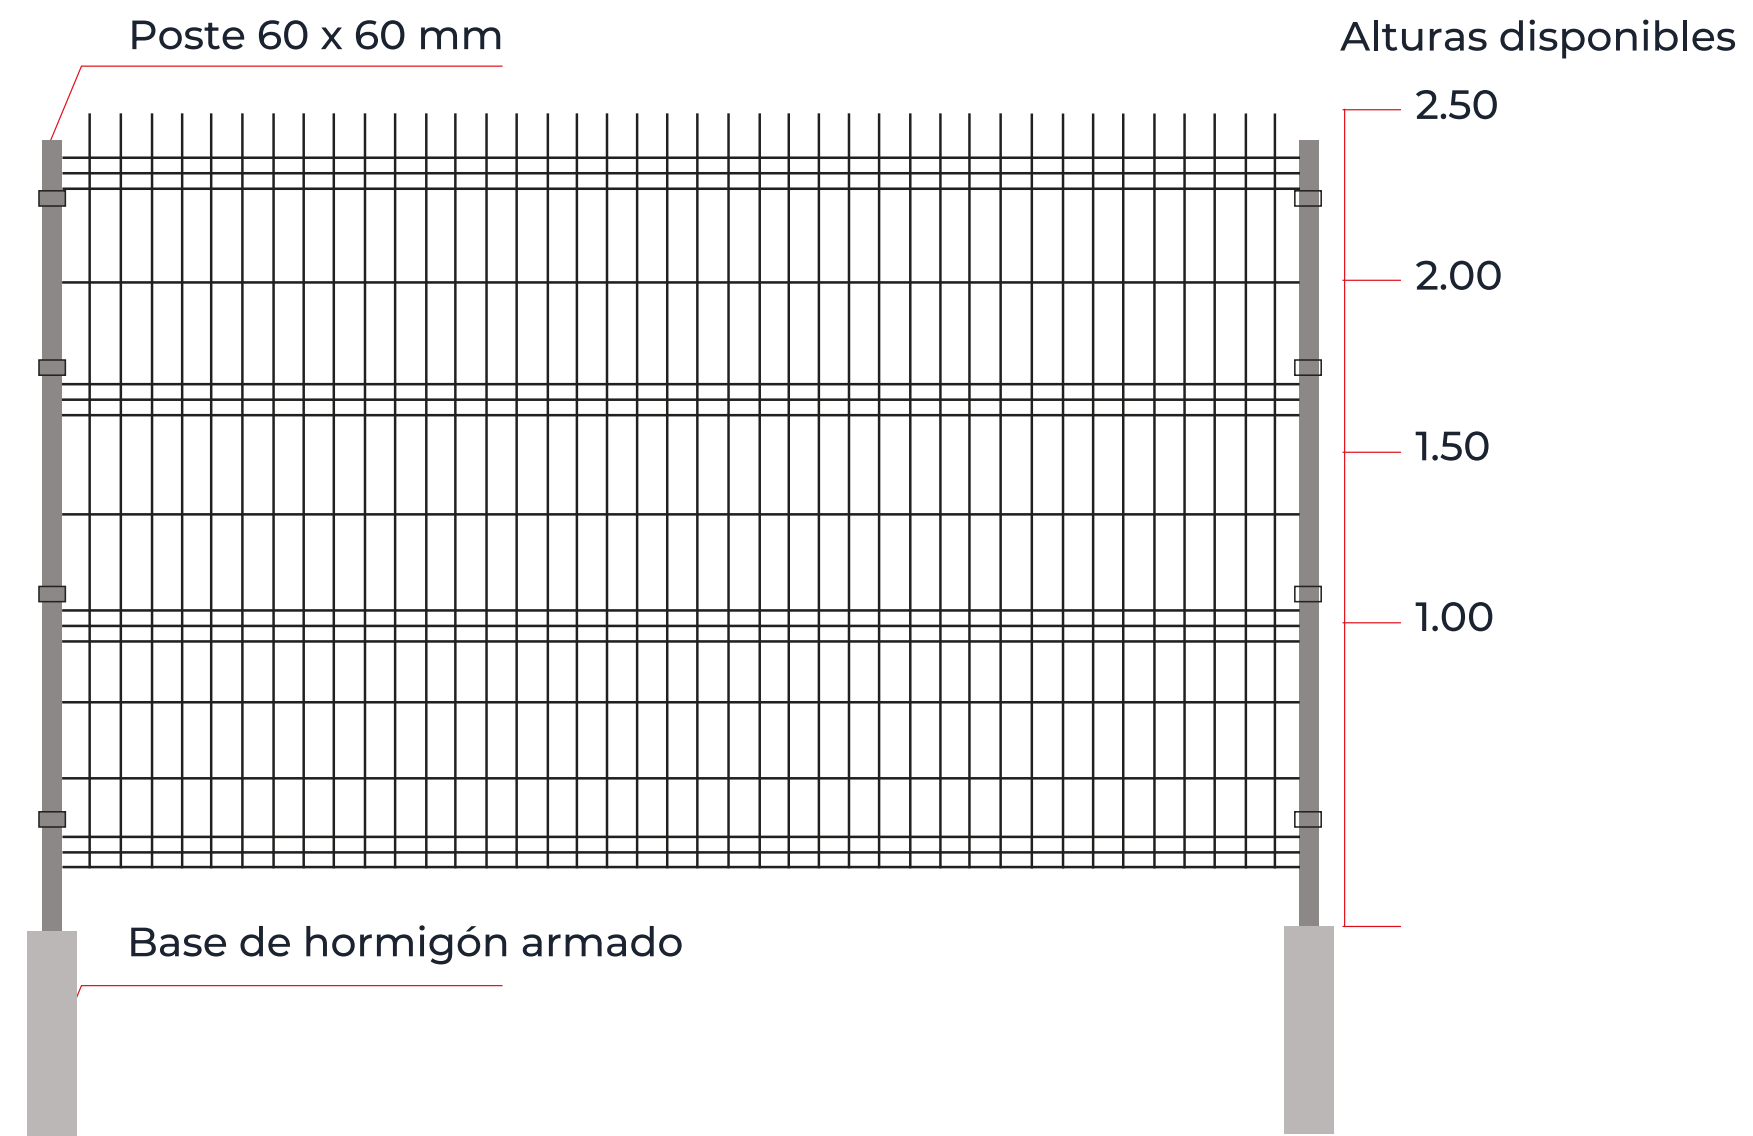 Poste 60 x 60 mm
Alturas disponibles
2.50
2.00
1.50
1.00
Base de hormigón armado